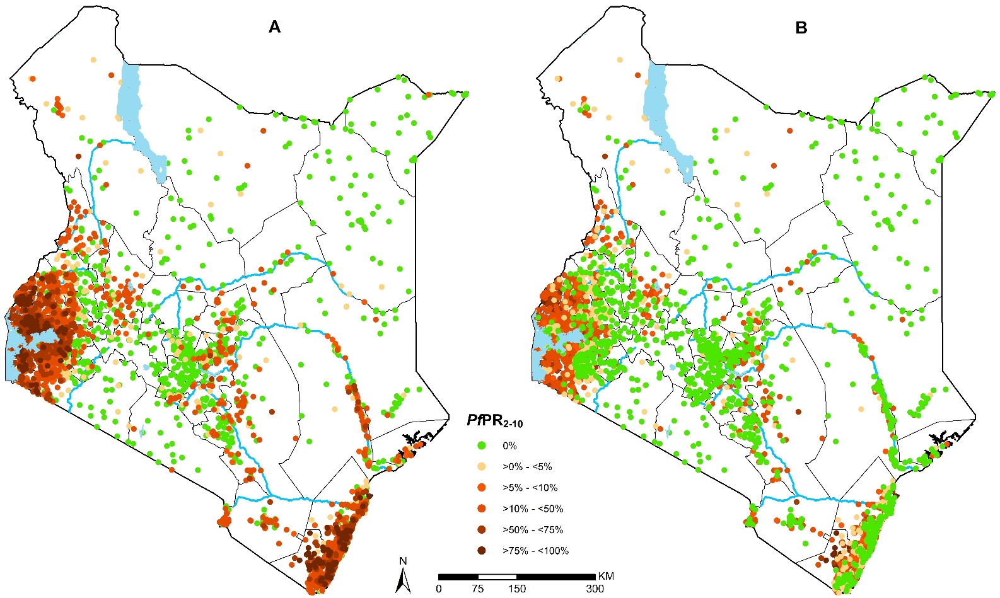 A
B
PfPR2-10
0%
>0% - <5%
>5% - <10%
>10% - <50%
>50% - <75%
>75% - <100%
N
KM
0 75 150 300